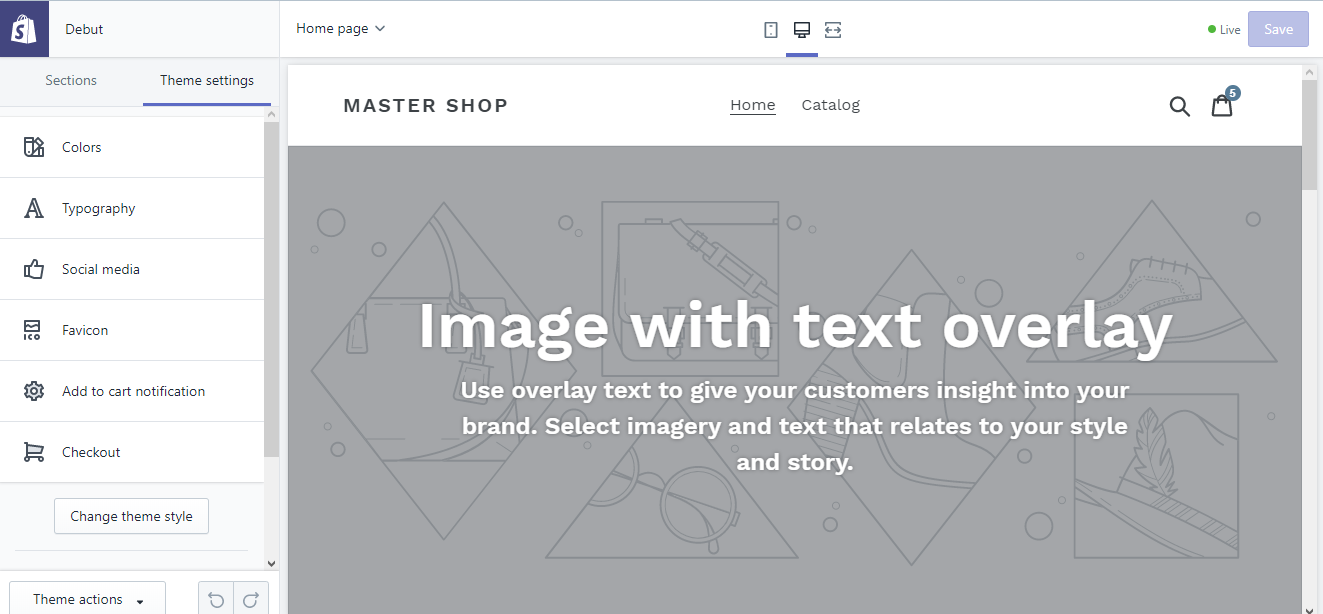 Debut
Home page
Live
Save
Sections
Theme settings
Colors
Typography
Social media
Favicon
ICO
Add to cart notification
Checkout
Change theme style
Theme actions
MASTER SHOP
Home
Catalog
5
Image with text overlay
Use overlay text to give your customers insight into your
brand. Select imagery and text that relates to your style
and story.